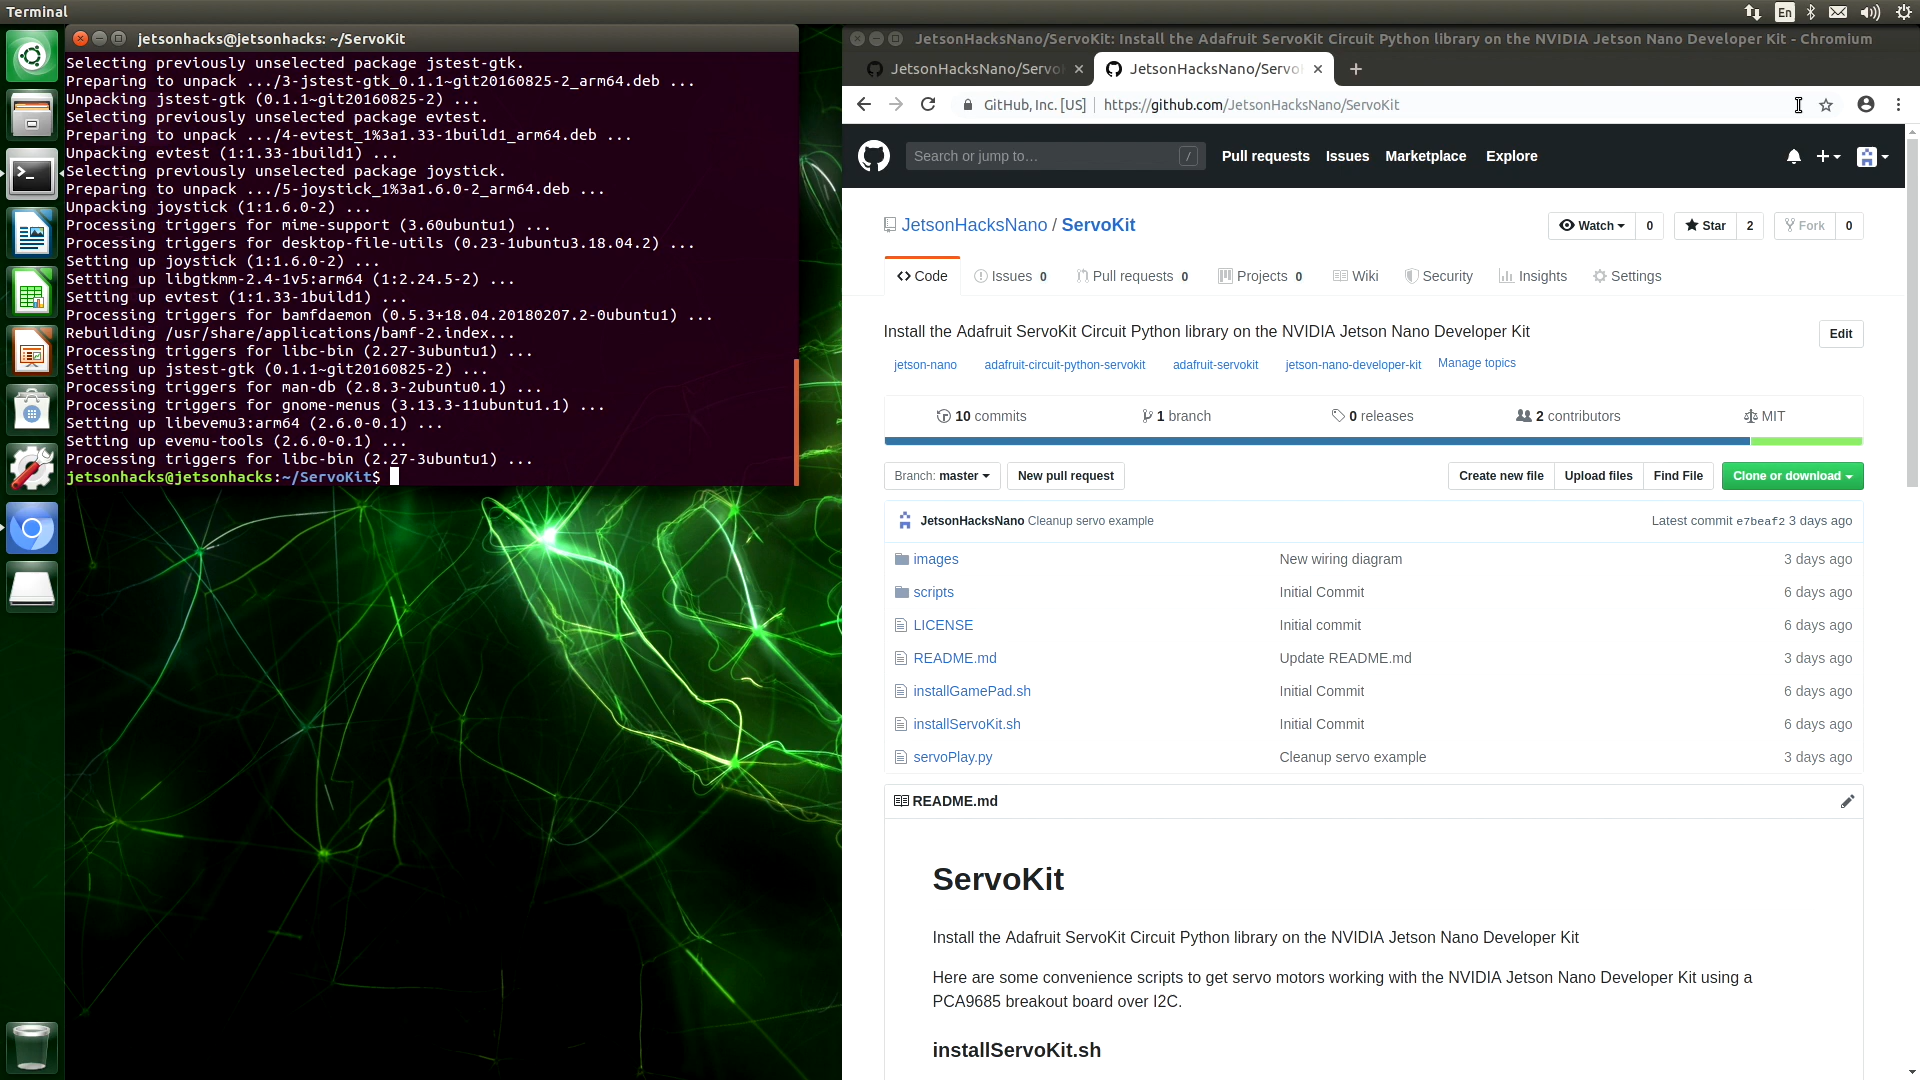 Terminal
En
jetsonhacks@jetsonhacks: ~/ServoKit
Selecting previously unselected package jstest-gtk.
Preparing to unpack .../3-jstest-gtk_0.1.1~git20160825-2_arm64.deb ...
Unpacking jstest-gtk (0.1.1~git20160825-2) ...
Selecting previously unselected package evtest.
Preparing to unpack .../4-evtest_1%3a1.33-1build1_arm64.deb ...
Unpacking evtest (1:1.33-1build1) ...
Selecting previously unselected package joystick.
Preparing to unpack .../5-joystick_1%3a1.6.0-2_arm64.deb ...
Unpacking joystick (1:1.6.0-2) ...
Processing triggers for mime-support (3.60ubuntu1) ...
Processing triggers for desktop-file-utils (0.23-1ubuntu3.18.04.2) ...
Setting up joystick (1:1.6.0-2) ...
Setting up libgtkmm-2.4-1v5:arm64 (1:2.24.5-2) ...
Setting up evtest (1:1.33-1build1) ...
Processing triggers for bamfdaemon (0.5.3+18.04.20180207.2-0ubuntu1) ...
Rebuilding /usr/share/applications/bamf-2.index...
Processing triggers for libc-bin (2.27-3ubuntu1) ...
Setting up jstest-gtk (0.1.1~git20160825-2) ...
Processing triggers for man-db (2.8.3-2ubuntu0.1) ...
Processing triggers for gnome-menus (3.13.3-11ubuntu1.1) ...
Setting up libevemu3:arm64 (2.6.0-0.1) ...
Setting up evemu-tools (2.6.0-0.1) ...
Processing triggers for libc-bin (2.27-3ubuntu1) ...
jetsonhacks@jetsonhacks:~/ServoKit$
JetsonHacksNano/ServoKit: Install the Adafruit ServoKit Circuit Python library on the NVIDIA Jetson Nano Developer Kit - Chromium
JetsonHacksNano/Servo JetsonHacksNano/Servo
GitHub, Inc. [US] https://github.com/JetsonHacksNano/ServoKit
Search or jump to… / Pull requests Issues Marketplace Explore
JetsonHacksNano / ServoKit Watch 0 Star 2 Fork 0
Code Issues 0 Pull requests 0 Projects 0 Wiki Security Insights Settings
Install the Adafruit ServoKit Circuit Python library on the NVIDIA Jetson Nano Developer Kit Edit
jetson-nano adafruit-circuit-python-servokit adafruit-servokit jetson-nano-developer-kit Manage topics
10 commits 1 branch 0 releases 2 contributors MIT
Branch: master New pull request Create new file Upload files Find File Clone or download
JetsonHacksNano Cleanup servo example Latest commit e7beaf2 3 days ago
images New wiring diagram 3 days ago
scripts Initial Commit 6 days ago
LICENSE Initial commit 6 days ago
README.md Update README.md 3 days ago
installGamePad.sh Initial Commit 6 days ago
installServoKit.sh Initial Commit 6 days ago
servoPlay.py Cleanup servo example 3 days ago
README.md
ServoKit
Install the Adafruit ServoKit Circuit Python library on the NVIDIA Jetson Nano Developer Kit
Here are some convenience scripts to get servo motors working with the NVIDIA Jetson Nano Developer Kit using a
PCA9685 breakout board over I2C.
installServoKit.sh